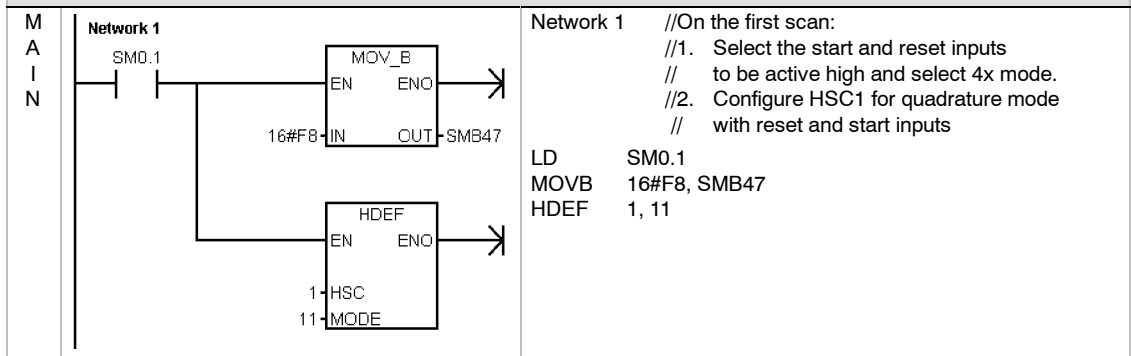 M
A
I
N
Network 1
SM0.1
MOV_B
EN ENO
16#F8 IN OUT SMB47
HDEF
EN ENO
1 HSC
11 MODE
Network 1 //On the first scan:
//1. Select the start and reset inputs
// to be active high and select 4x mode.
//2. Configure HSC1 for quadrature mode
// with reset and start inputs
LD SM0.1
MOVB 16#F8, SMB47
HDEF 1, 11